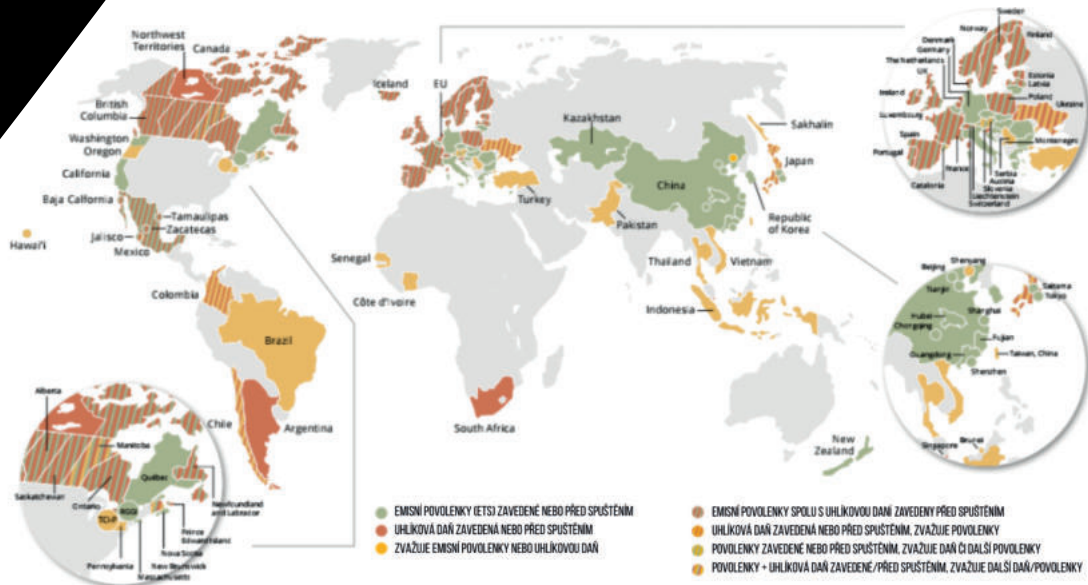 Northwest
Territories
Canada
British
Columbia
Washington
Oregon
California
Baja Calfornia
Tamaulipas
Zacatecas
Jalisco
Mexico
Hawai'i
Iceland
EU
Kazakhstan
Sakhalin
Japan
China
Republic
of Korea
Turkey
Pakistan
Thailand
Vietnam
Indonesia
Senegal
Côte d'Ivoire
Colombia
Brazil
Chile
Argentina
South Africa
New
Zealand
Sweden
Norway
Finland
Denmark
Germany
The Netherlands
UK
Estonia
Latvia
Ireland
Poland
Ukraine
Luxembourg
Spain
Portugal
Montenegro
France
Serbia
Austria
Slovenia
Catalonia
Liechtenstein
Switzerland
Beijing
Shenyang
Tianjin
Saitama
Tokyo
Hubei
Shanghai
Chongqing
Fujian
Guangdong
Taiwan, China
Shenzhen
Singapore
Brunei
Alberta
Manitoba
Québec
Saskatchewan
Ontario
RGGI
TCI-P
Newfoundland
and Labrador
Prince
Edward Island
Nova Scotia
New Brunswick
Pennsylvania
Massachusetts
EMISNÍ POVOLENKY (ETS) ZAVEDENÉ NEBO PŘED SPUŠTĚNÍM
UHLÍKOVÁ DAŇ ZAVEDENÁ NEBO PŘED SPUŠTĚNÍM
ZVAŽUJE EMISNÍ POVOLENKY NEBO UHLÍKOVOU DAŇ
EMISNÍ POVOLENKY SPOLU S UHLÍKOVOU DANÍ ZAVEDENY PŘED SPUŠTĚNÍM
UHLÍKOVÁ DAŇ ZAVEDENÁ NEBO PŘED SPUŠTĚNÍM, ZVAŽUJE POVOLENKY
POVOLENKY ZAVEDENÉ NEBO PŘED SPUŠTĚNÍM, ZVAŽUJE DAŇ ČI DALŠÍ POVOLENKY
POVOLENKY + UHLÍKOVÁ DAŇ ZAVEDENÉ/PŘED SPUŠTĚNÍM, ZVAŽUJE DALŠÍ DAŇ/POVOLENKY